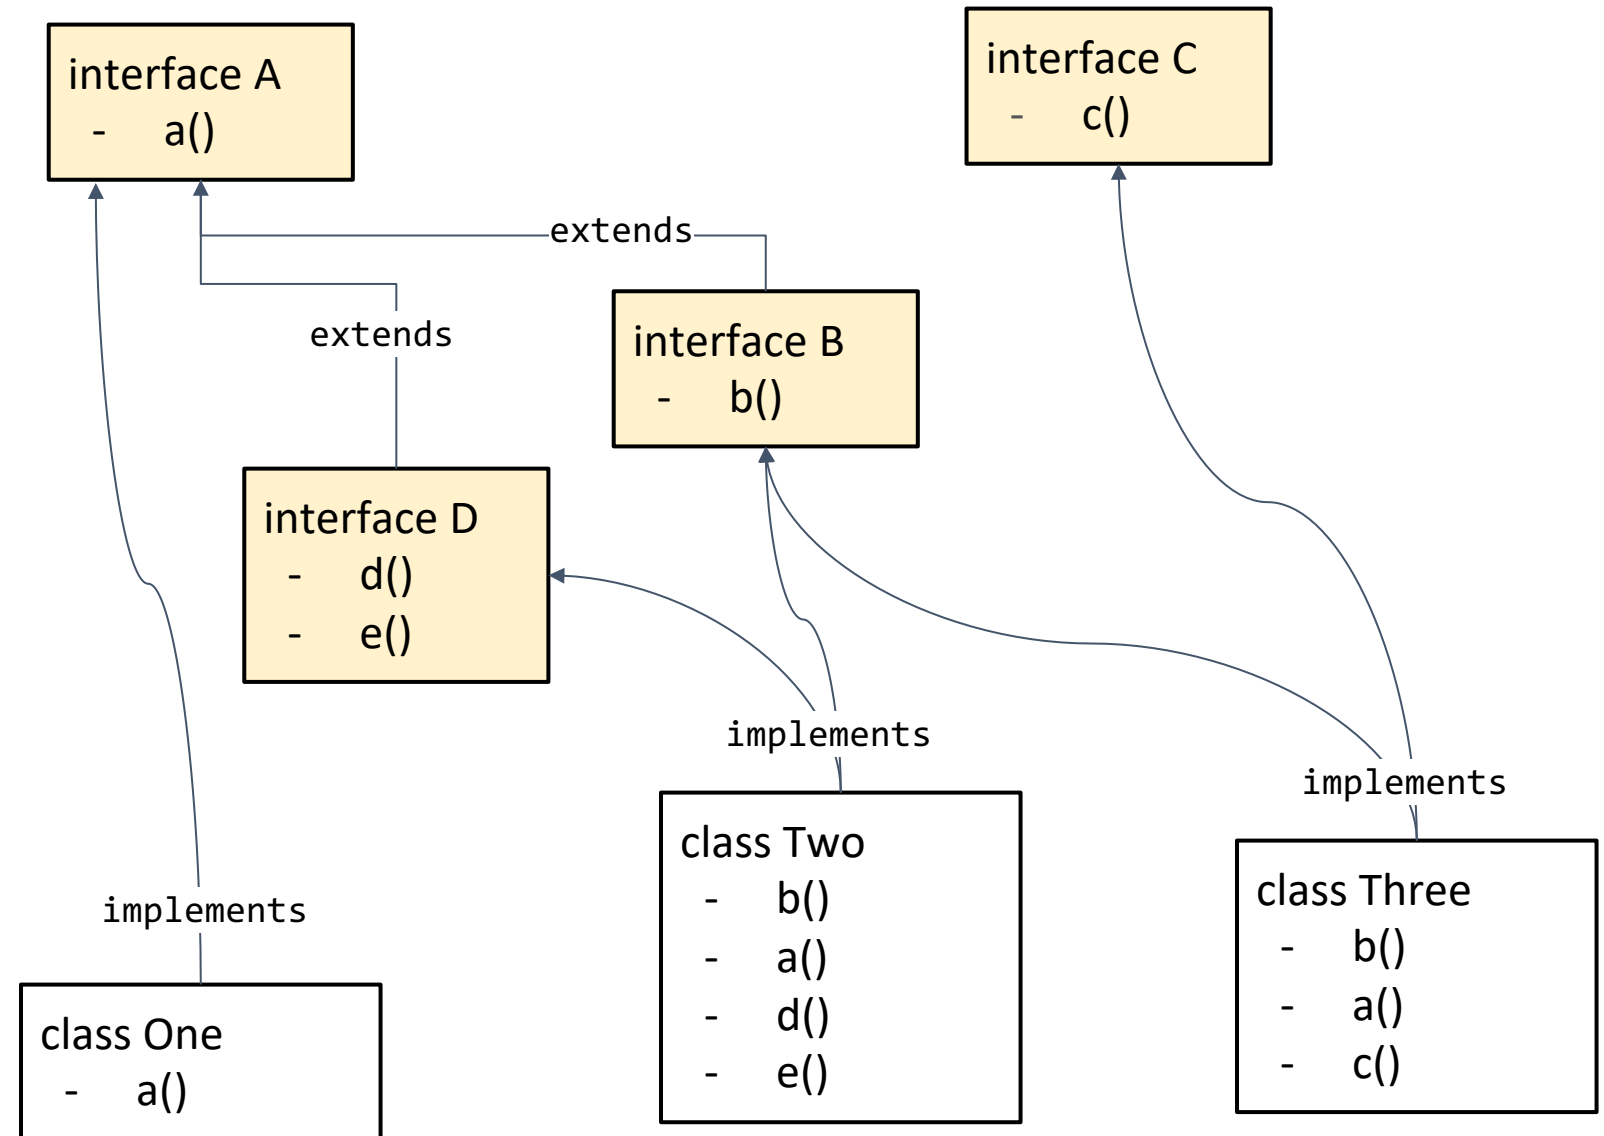 interface A
- a()
interface C
- c()
extends
extends
interface B
- b()
interface D
- d()
- e()
implements
implements
implements
class Two
- b()
- a()
- d()
- e()
class Three
- b()
- a()
- c()
class One
- a()